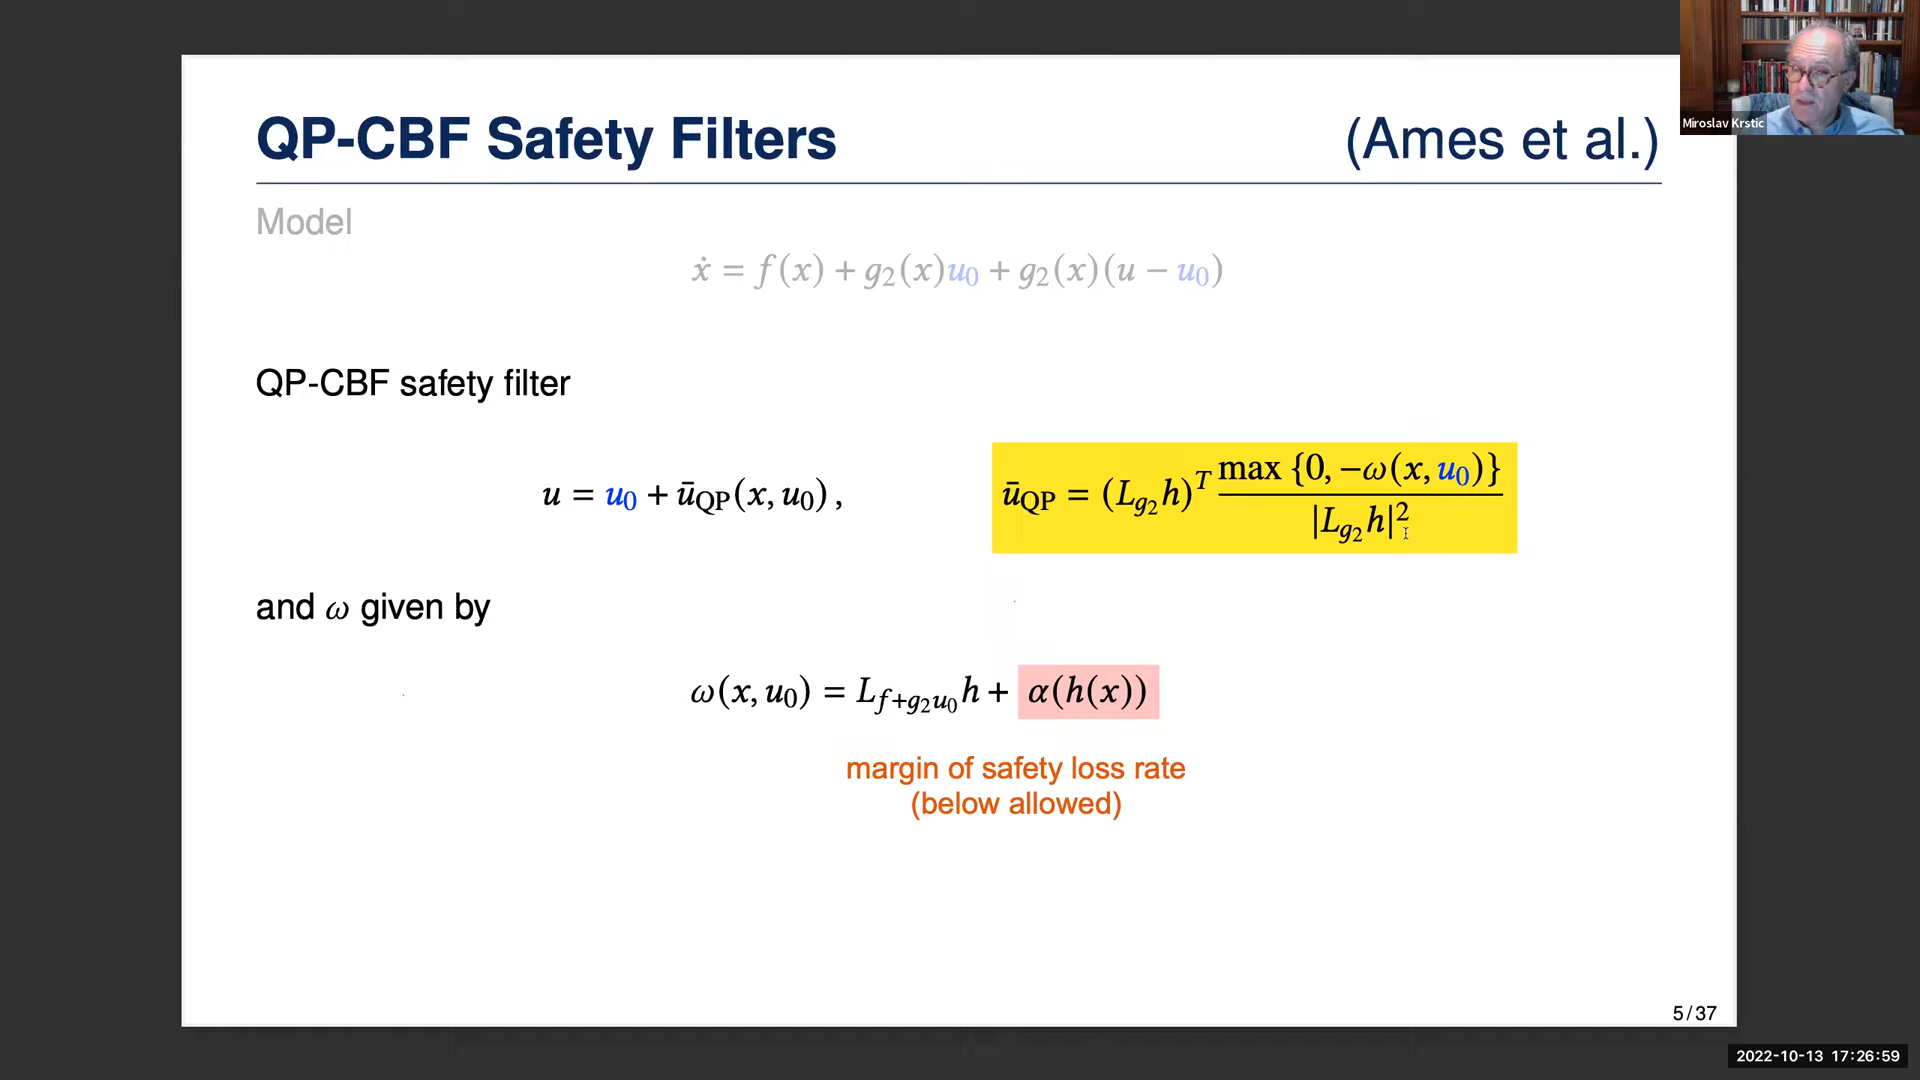 QP-CBF Safety Filters (Ames et al.)
Model
ẋ = f(x) + g₂(x)u₀ + g₂(x)(u − u₀)
QP-CBF safety filter
u = u₀ + ūQP(x, u₀), ūQP = (L_{g₂}h)ᵀ max {0, −ω(x, u₀)} / |L_{g₂}h|²
and ω given by
ω(x, u₀) = L_{f+g₂u₀}h + α(h(x))
margin of safety loss rate
(below allowed)
5/37
Miroslav Krstic
2022-10-13 17:26:59